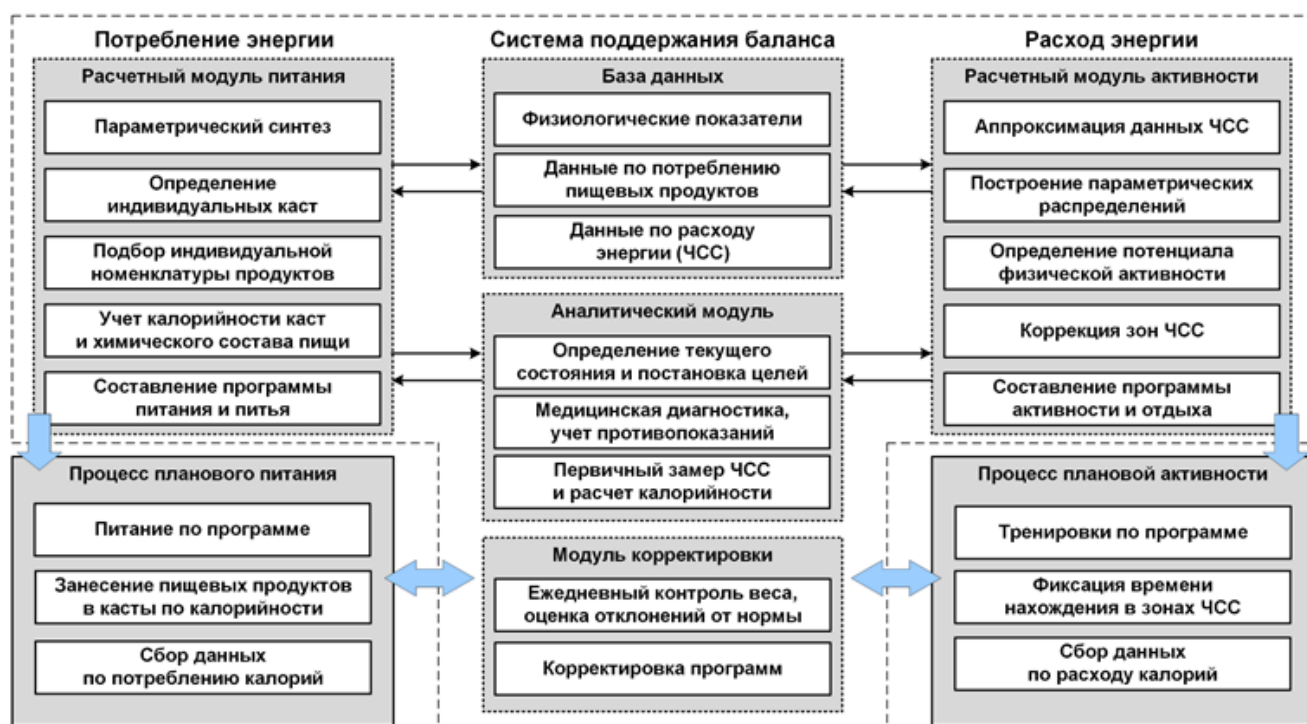 Потребление энергии
Расчетный модуль питания
Параметрический синтез
Определение
индивидуальных каст
Подбор индивидуальной
номенклатуры продуктов
Учет калорийности каст
и химического состава пищи
Составление программы
питания и питья
Процесс планового питания
Питание по программе
Занесение пищевых продуктов
в касты по калорийности
Сбор данных
по потреблению калорий
Система поддержания баланса
База данных
Физиологические показатели
Данные по потреблению
пищевых продуктов
Данные по расходу
энергии (ЧСС)
Аналитический модуль
Определение текущего
состояния и постановка целей
Медицинская диагностика,
учет противопоказаний
Первичный замер ЧСС
и расчет калорийности
Модуль корректировки
Ежедневный контроль веса,
оценка отклонений от нормы
Корректировка программ
Расход энергии
Расчетный модуль активности
Аппроксимация данных ЧСС
Построение параметрических
распределений
Определение потенциала
физической активности
Коррекция зон ЧСС
Составление программы
активности и отдыха
Процесс плановой активности
Тренировки по программе
Фиксация времени
нахождения в зонах ЧСС
Сбор данных
по расходу калорий